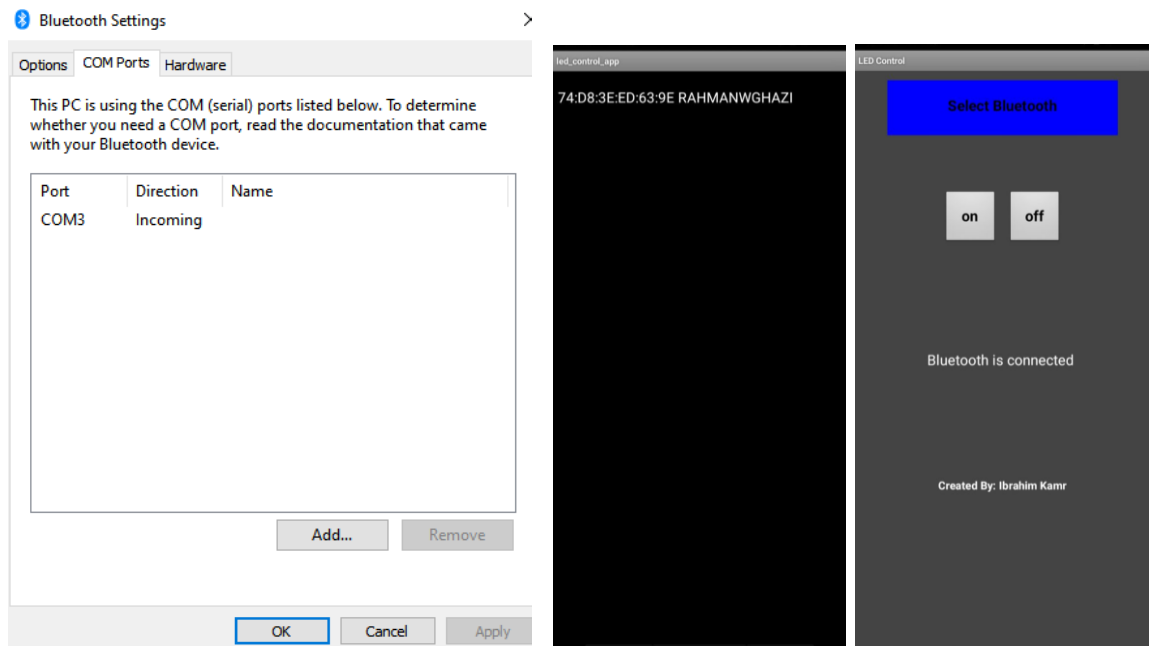 Bluetooth Settings
Options COM Ports Hardware
This PC is using the COM (serial) ports listed below. To determine
whether you need a COM port, read the documentation that came
with your Bluetooth device.
Port Direction Name
COM3 Incoming
Add... Remove
OK Cancel Apply
led_control_app
74:D8:3E:ED:63:9E RAHMANWGHAZI
LED Control
Select Bluetooth
on off
Bluetooth is connected
Created By: Ibrahim Kamr